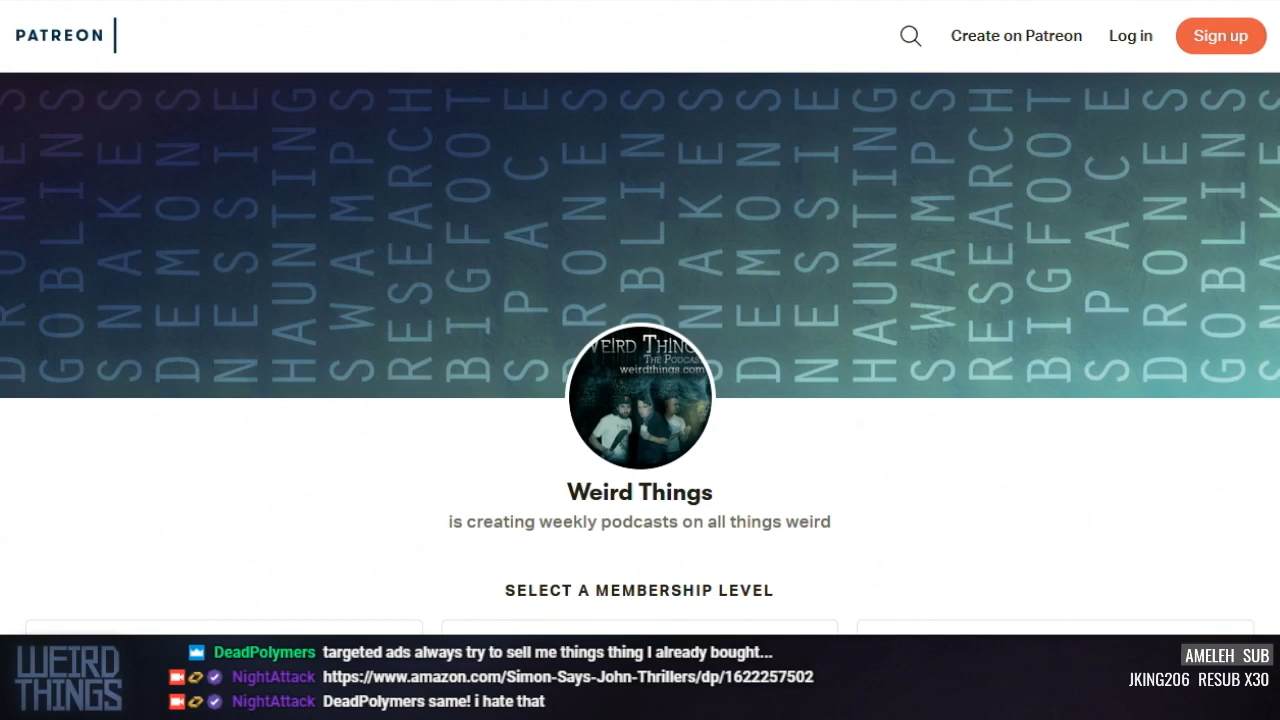 PATREON
Create on Patreon
Log in
Sign up
GOBLINS
SNAKES
DEMONS
NESSIE
HAUNTINGS
SWAMPS
RESEARCH
BIGFOOT
SPACE
DRONES
GOBLINS
SNAKES
DEMONS
NESSIE
HAUNTING
SWAMPS
RESEARCH
BIGFOOT
SPACE
DRONES
GOBLINS
WEIRD THINGS
THE PODCAS
weirdthings.com
Weird Things
is creating weekly podcasts on all things weird
SELECT A MEMBERSHIP LEVEL
WEIRD
THINGS
DeadPolymers targeted ads always try to sell me things thing I already bought...
NightAttack https://www.amazon.com/Simon-Says-John-Thrillers/dp/1622257502
NightAttack DeadPolymers same! i hate that
AMELEH SUB
JKING206 RESUB X30